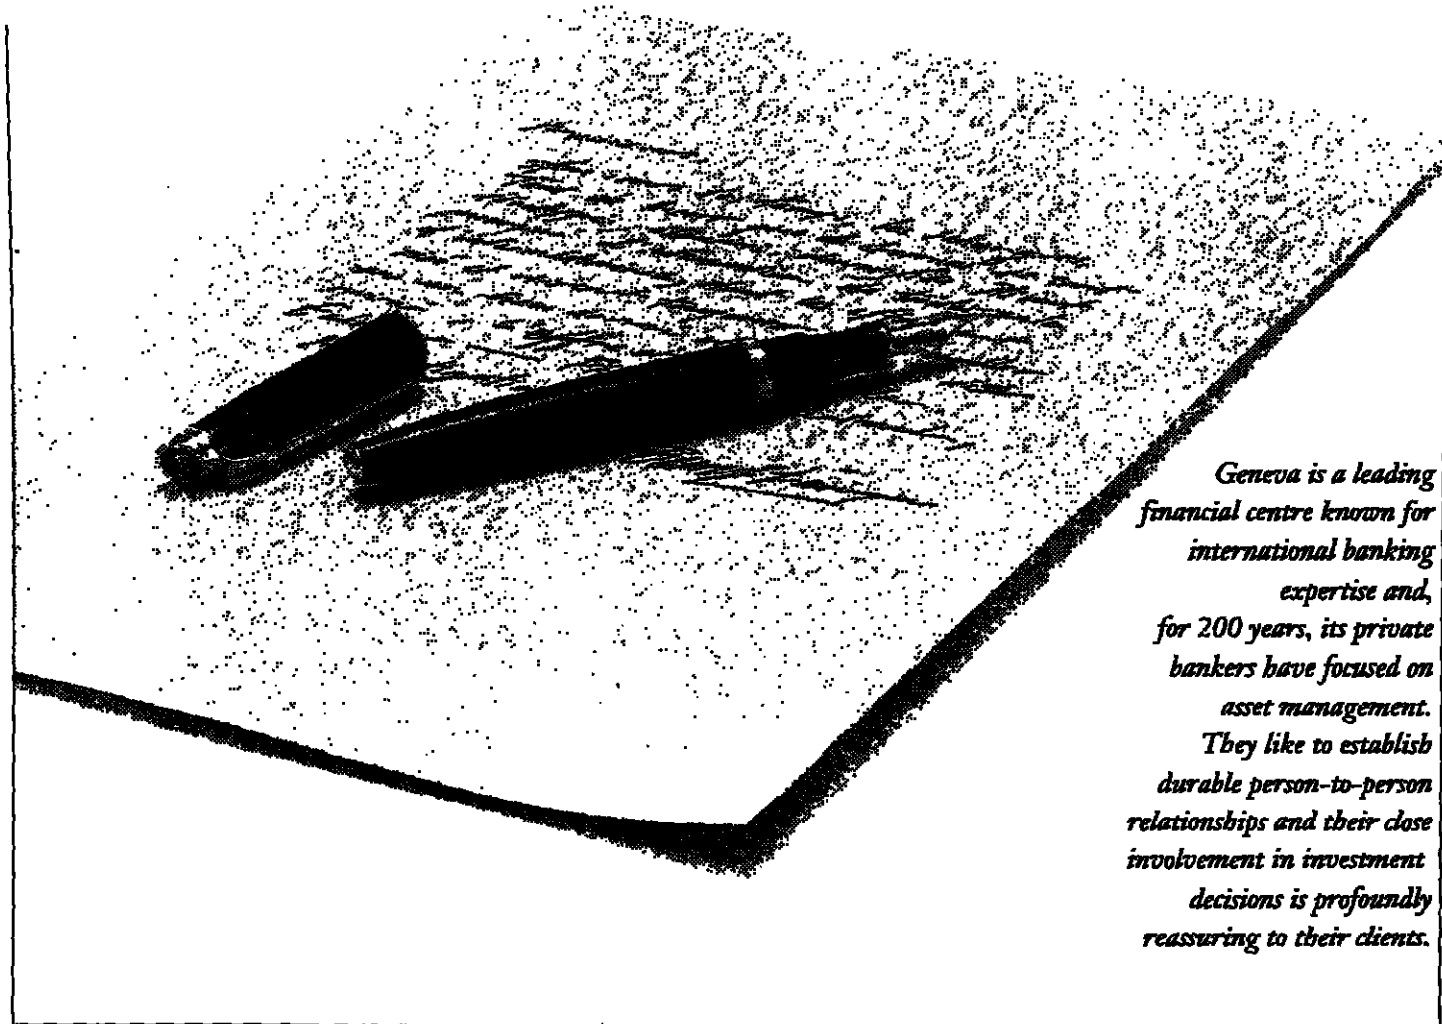 Geneva is a leading
financial centre known for
international banking
expertise and,
for 200 years, its private
bankers have focused on
asset management.
They like to establish
durable person-to-person
relationships and their close
involvement in investment
decisions is profoundly
reassuring to their clients.